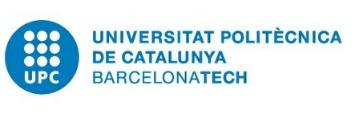 UPC
UNIVERSITAT POLITÈCNICA
DE CATALUNYA
BARCELONATECH